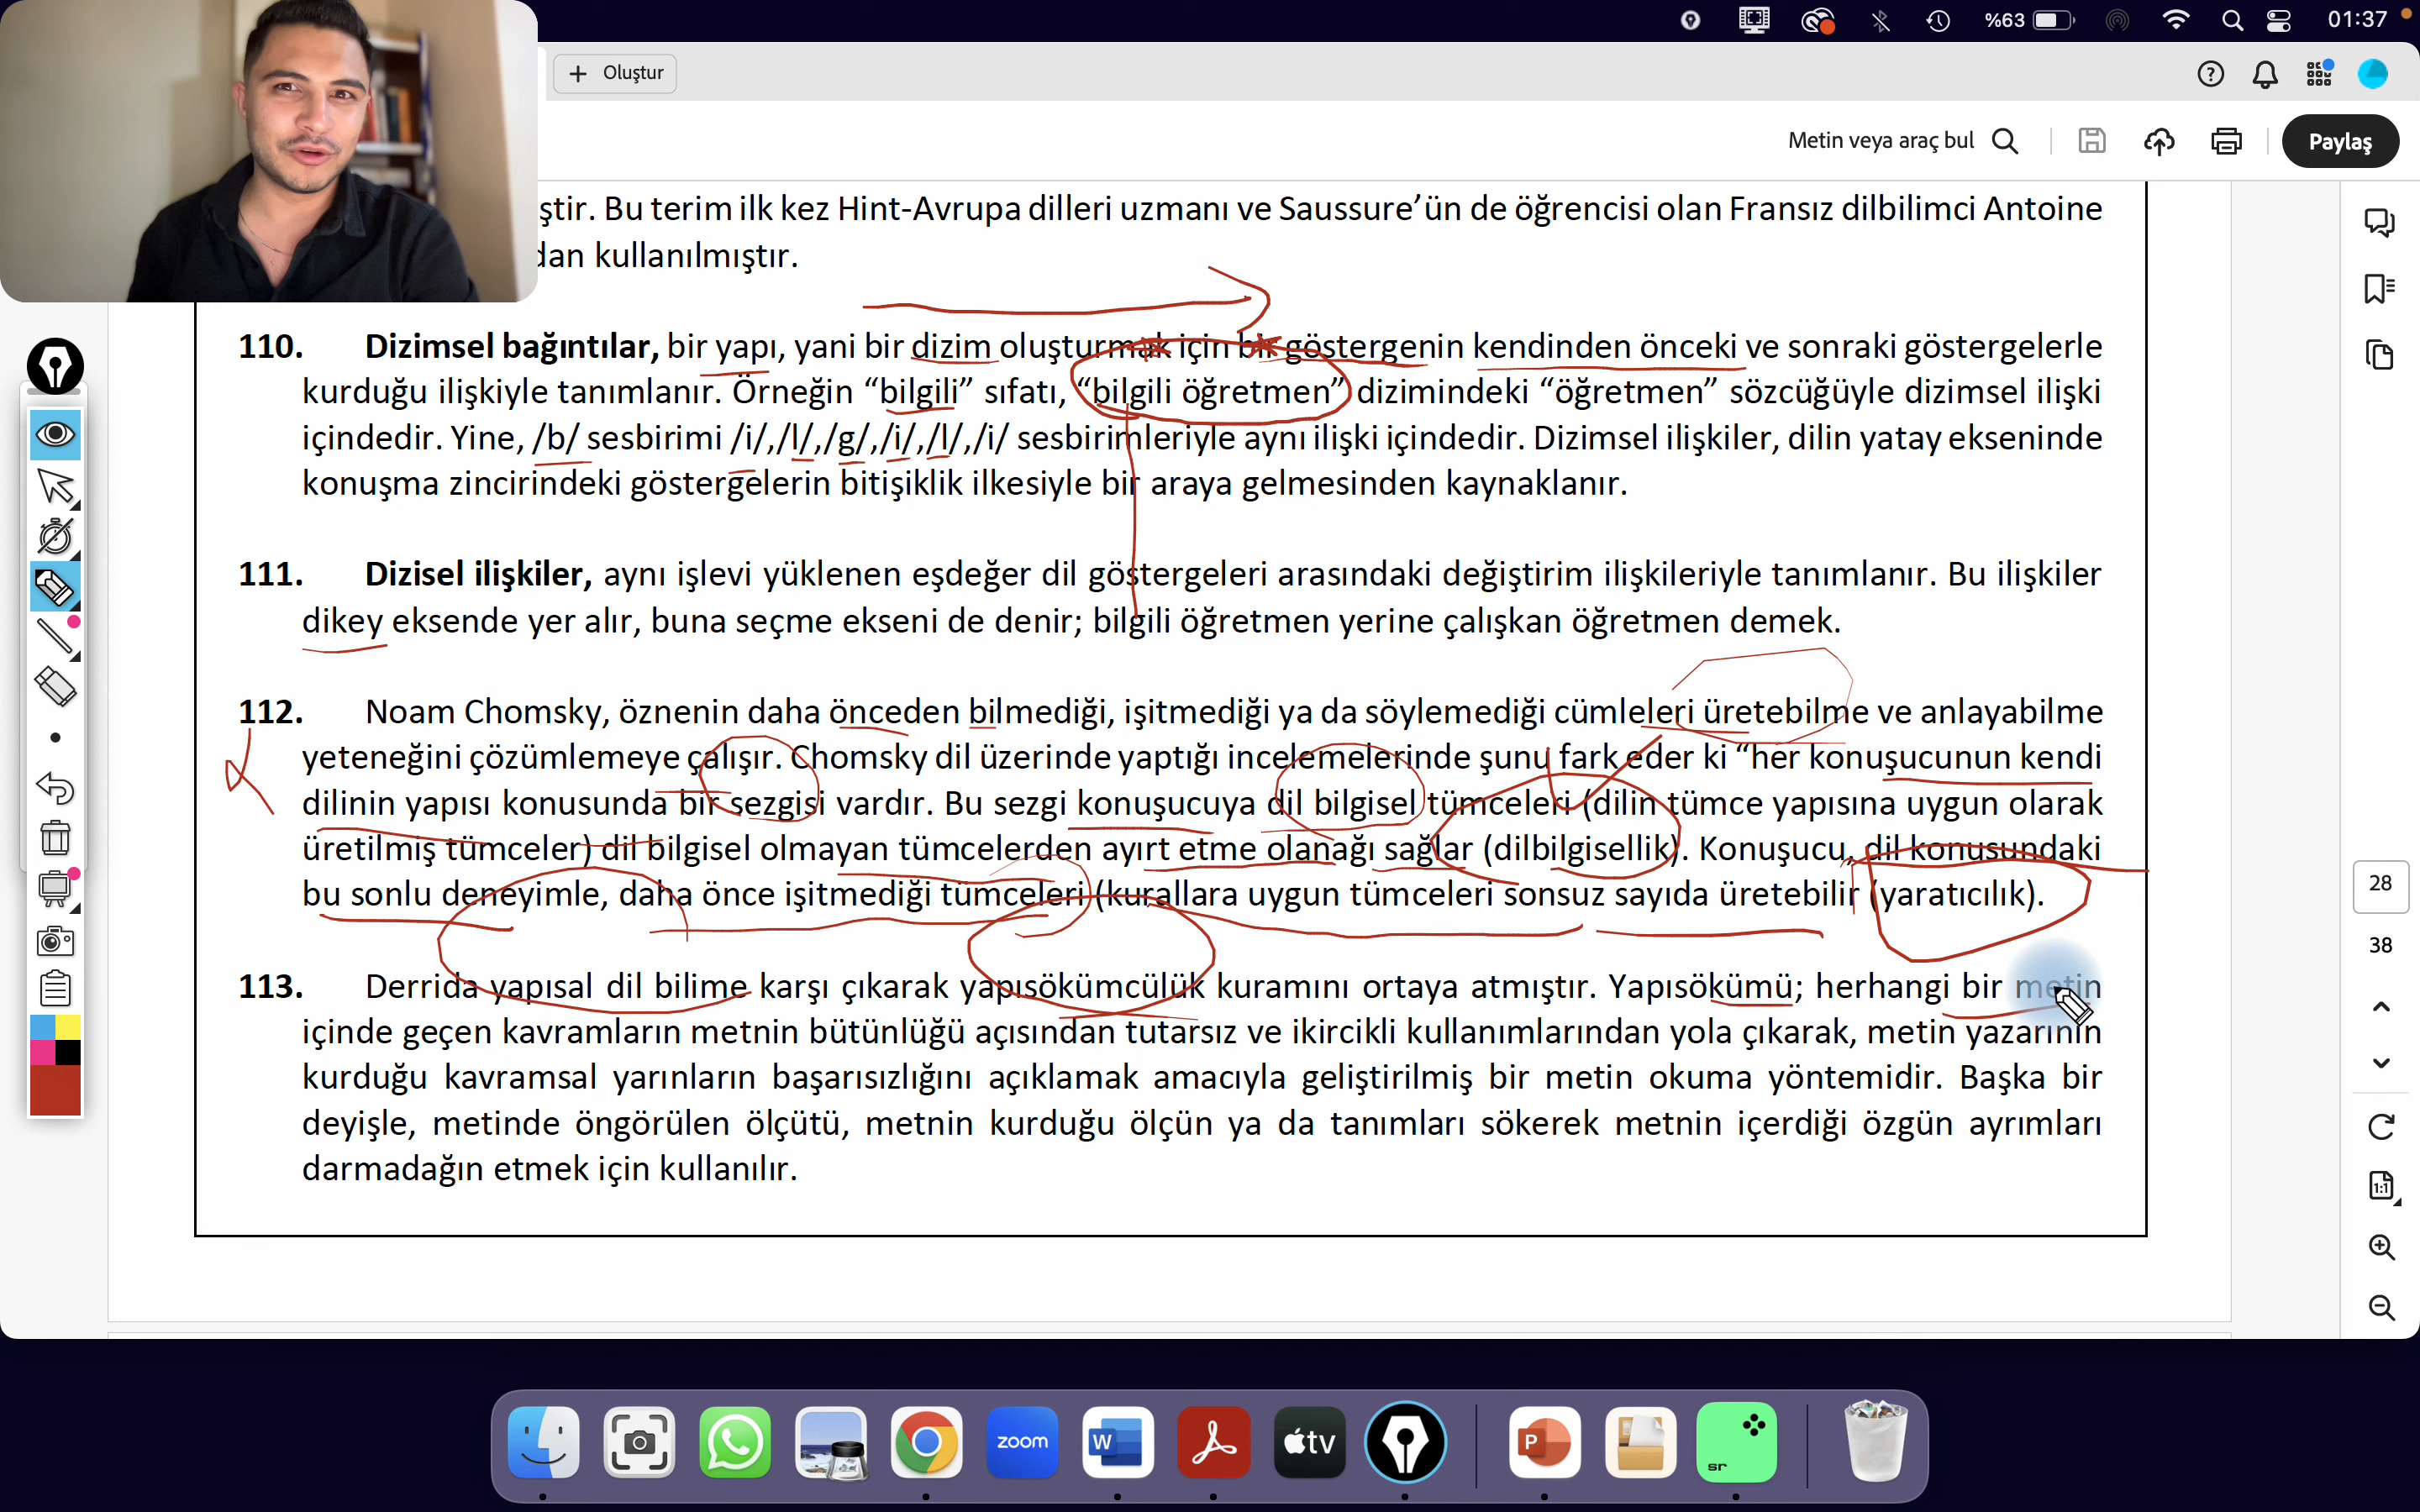 %63 01:37
+ Oluştur
Metin veya araç bul Paylaş
ştir. Bu terim ilk kez Hint-Avrupa dilleri uzmanı ve Saussure’ün de öğrencisi olan Fransız dilbilimci Antoine
dan kullanılmıştır.
110. Dizimsel bağıntılar, bir yapı, yani bir dizim oluşturmak için bir göstergenin kendinden önceki ve sonraki göstergelerle
kurduğu ilişkiyle tanımlanır. Örneğin “bilgili” sıfatı, “bilgili öğretmen” dizimindeki “öğretmen” sözcüğüyle dizimsel ilişki
içindedir. Yine, /b/ sesbirimi /i/,/l/,/g/,/i/,/l/,/i/ sesbirimleriyle aynı ilişki içindedir. Dizimsel ilişkiler, dilin yatay ekseninde
konuşma zincirindeki göstergelerin bitişiklik ilkesiyle bir araya gelmesinden kaynaklanır.
111. Dizisel ilişkiler, aynı işlevi yüklenen eşdeğer dil göstergeleri arasındaki değiştirim ilişkileriyle tanımlanır. Bu ilişkiler
dikey eksende yer alır, buna seçme ekseni de denir; bilgili öğretmen yerine çalışkan öğretmen demek.
112. Noam Chomsky, öznenin daha önceden bilmediği, işitmediği ya da söylemediği cümleleri üretebilme ve anlayabilme
yeteneğini çözümlemeye çalışır. Chomsky dil üzerinde yaptığı incelemelerinde şunu fark eder ki “her konuşucunun kendi
dilinin yapısı konusunda bir sezgisi vardır. Bu sezgi konuşucuya dil bilgisel tümceleri (dilin tümce yapısına uygun olarak
üretilmiş tümceler) dil bilgisel olmayan tümcelerden ayırt etme olanağı sağlar (dilbilgisellik). Konuşucu, dil konusundaki
bu sonlu deneyimle, daha önce işitmediği tümceleri (kurallara uygun tümceleri sonsuz sayıda üretebilir (yaratıcılık).
113. Derrida yapısal dil bilime karşı çıkarak yapısökümcülük kuramını ortaya atmıştır. Yapısökümü; herhangi bir metin
içinde geçen kavramların metnin bütünlüğü açısından tutarsız ve ikircikli kullanımlarından yola çıkarak, metin yazarının
kurduğu kavramsal yarınların başarısızlığını açıklamak amacıyla geliştirilmiş bir metin okuma yöntemidir. Başka bir
deyişle, metinde öngörülen ölçütü, metnin kurduğu ölçün ya da tanımları sökerek metnin içerdiği özgün ayrımları
darmadağın etmek için kullanılır.
28
38
1:1
zoom W tv P sr